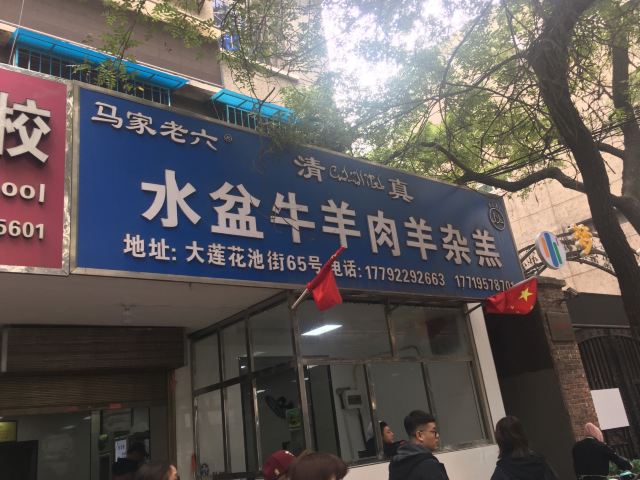 校
ool
5601
马家老六®
清 真
水盆牛羊肉羊杂羔
地址: 大莲花池街65号 电话: 17792292663 17719578701